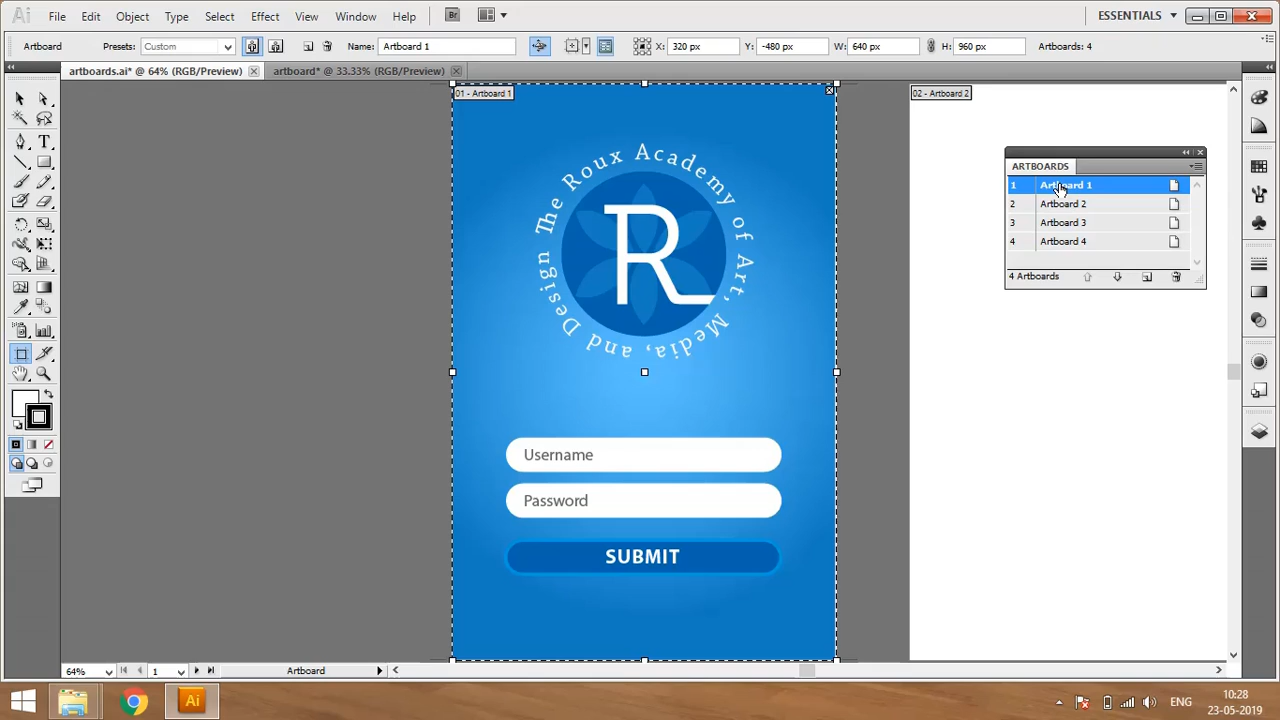 Ai File Edit Object Type Select Effect View Window Help Br ESSENTIALS
Artboard Presets: Custom Name: Artboard 1 X: 320 px Y: -480 px W: 640 px H: 960 px Artboards: 4
artboards.ai* @ 64% (RGB/Preview) artboard* @ 33.33% (RGB/Preview)
01 - Artboard 1
02 - Artboard 2
The Roux Academy of Art, Media, and Design
R
ARTBOARDS
1 Artboard 1
2 Artboard 2
3 Artboard 3
4 Artboard 4
4 Artboards
Username
Password
SUBMIT
64% 1 Artboard
Ai ENG 10:28
23-05-2019